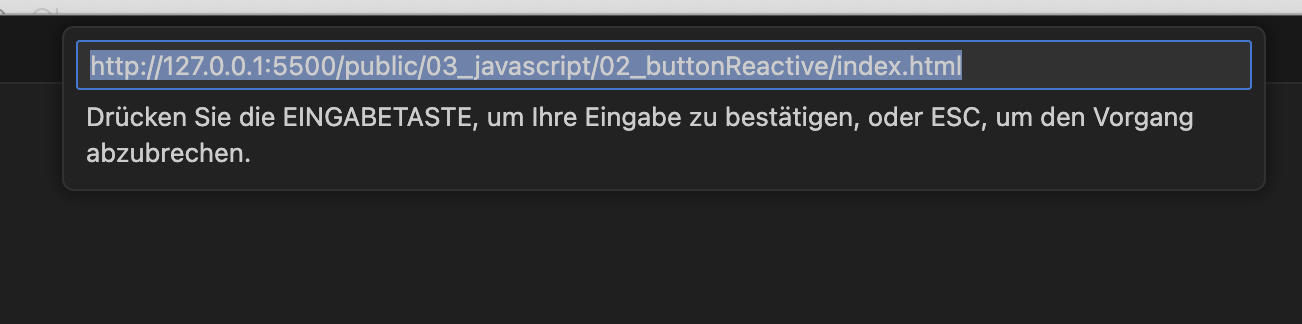 http://127.0.0.1:5500/public/03_javascript/02_buttonReactive/index.html
Drücken Sie die EINGABETASTE, um Ihre Eingabe zu bestätigen, oder ESC, um den Vorgang
abzubrechen.